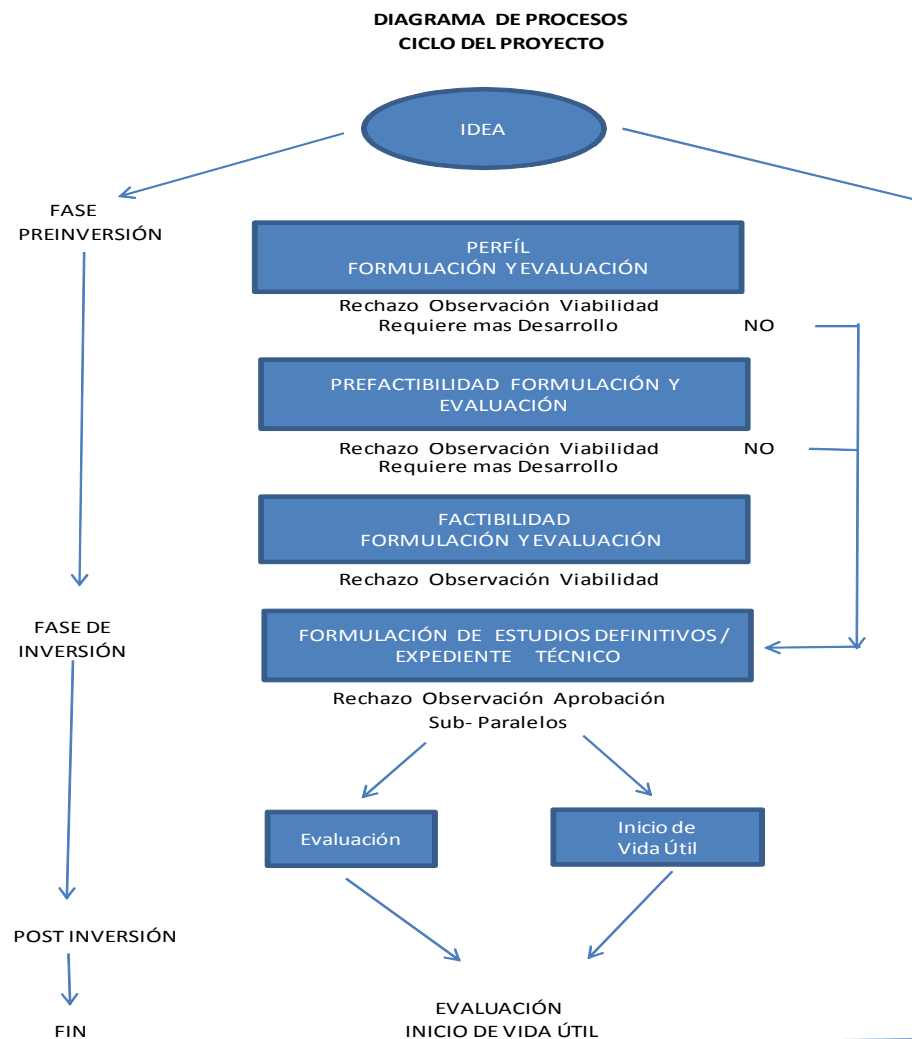 DIAGRAMA DE PROCESOS
CICLO DEL PROYECTO
IDEA
FASE
PREINVERSIÓN
PERFÍL
FORMULACIÓN Y EVALUACIÓN
Rechazo Observación Viabilidad
Requiere mas Desarrollo
NO
PREFACTIBILIDAD FORMULACIÓN Y
EVALUACIÓN
Rechazo Observación Viabilidad
Requiere mas Desarrollo
NO
FACTIBILIDAD
FORMULACIÓN Y EVALUACIÓN
Rechazo Observación Viabilidad
FASE DE
INVERSIÓN
FORMULACIÓN DE ESTUDIOS DEFINITIVOS /
EXPEDIENTE TÉCNICO
Rechazo Observación Aprobación
Sub- Paralelos
Evaluación
Inicio de
Vida Útil
POST INVERSIÓN
FIN
EVALUACIÓN
INICIO DE VIDA ÚTIL